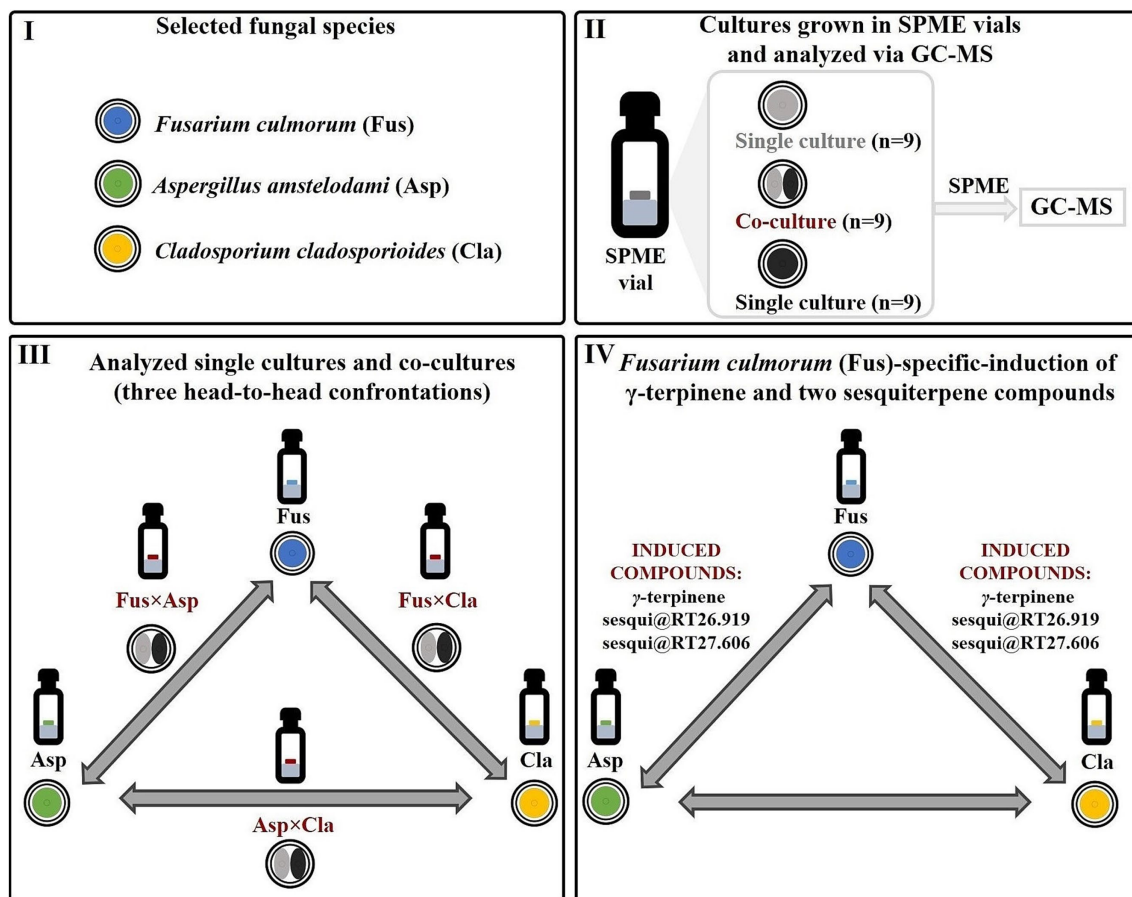 I
Selected fungal species
Fusarium culmorum (Fus)
Aspergillus amstelodami (Asp)
Cladosporium cladosporioides (Cla)
II
Cultures grown in SPME vials
and analyzed via GC-MS
SPME
vial
Single culture (n=9)
Co-culture (n=9)
Single culture (n=9)
SPME
GC-MS
III
Analyzed single cultures and co-cultures
(three head-to-head confrontations)
Fus
Fus×Asp
Fus×Cla
Asp
Cla
Asp×Cla
IV
Fusarium culmorum (Fus)-specific-induction of
γ-terpinene and two sesquiterpene compounds
Fus
INDUCED
COMPOUNDS:
γ-terpinene
sesqui@RT26.919
sesqui@RT27.606
INDUCED
COMPOUNDS:
γ-terpinene
sesqui@RT26.919
sesqui@RT27.606
Asp
Cla